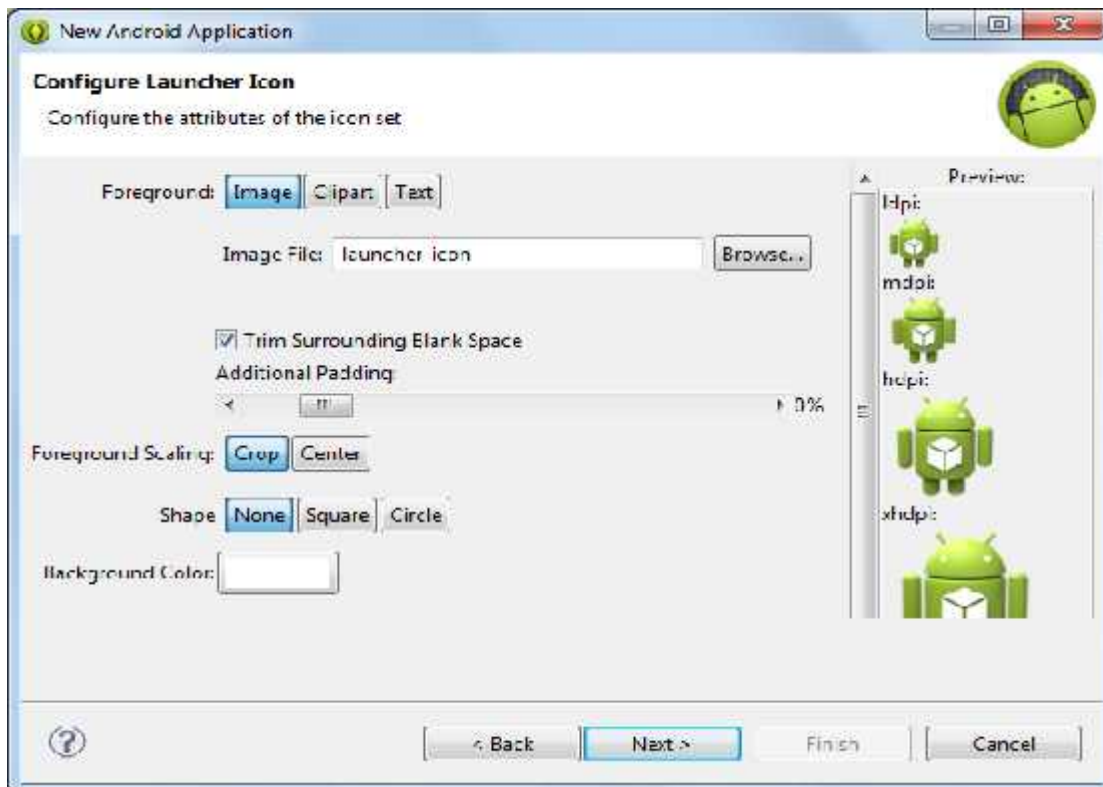 New Android Application
Configure Launcher Icon
Configure the attributes of the icon set
Foreground: Image Clipart Text
Image File: launcher_icon Browse...
Trim Surrounding Blank Space
Additional Padding:
0%
Foreground Scaling: Crop Center
Shape None Square Circle
Background Color:
Preview:
ldpi:
mdpi:
hdpi:
xhdpi:
?
< Back Next > Finish Cancel